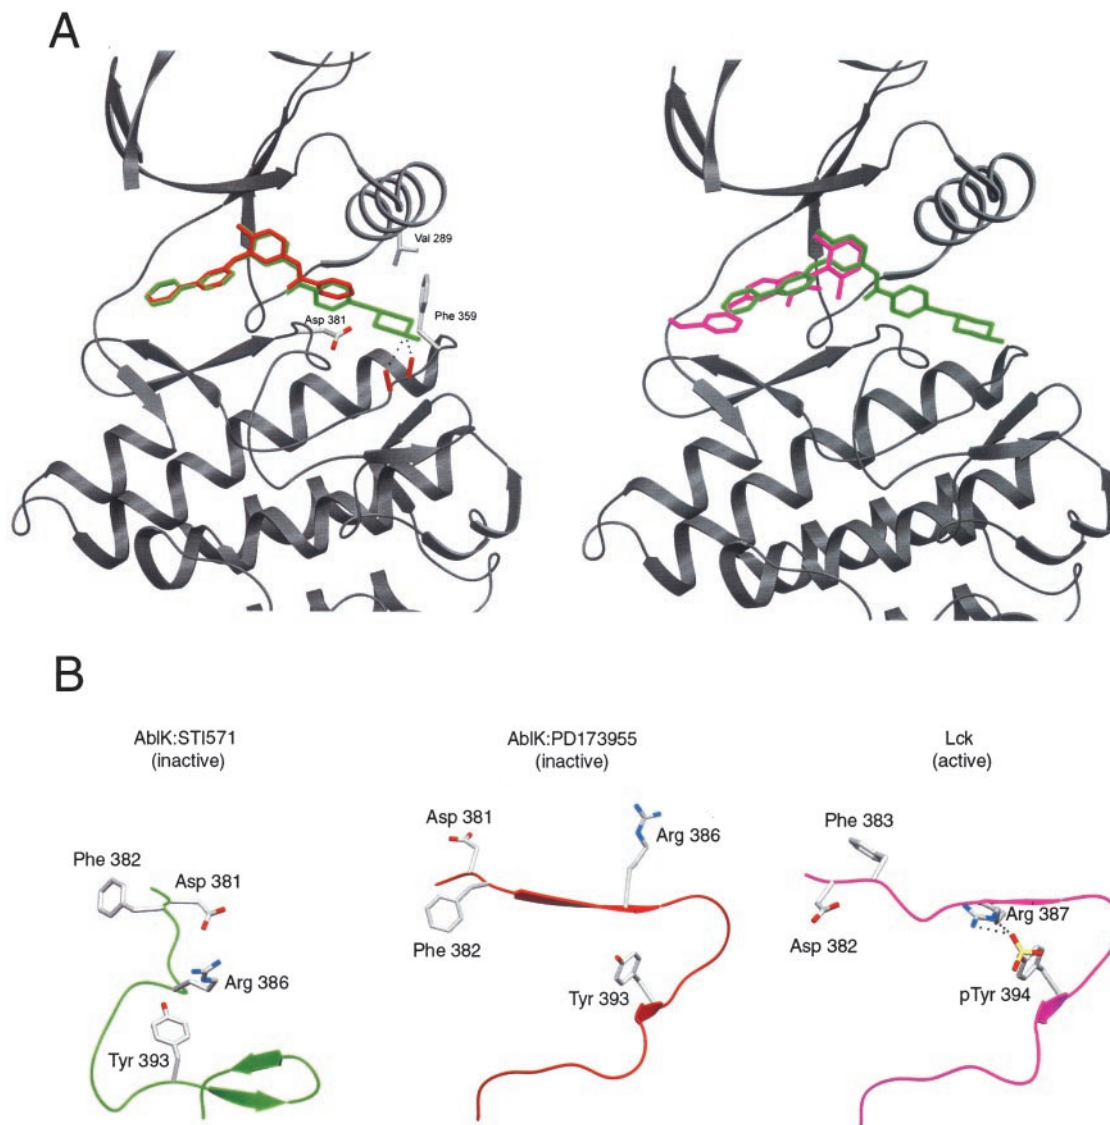 A
Val 289
Asp 381
Phe 359
B
AblK:STI571
(inactive)
AblK:PD173955
(inactive)
Lck
(active)
Phe 382
Asp 381
Arg 386
Tyr 393
Asp 381
Arg 386
Phe 382
Tyr 393
Phe 383
Arg 387
Asp 382
pTyr 394